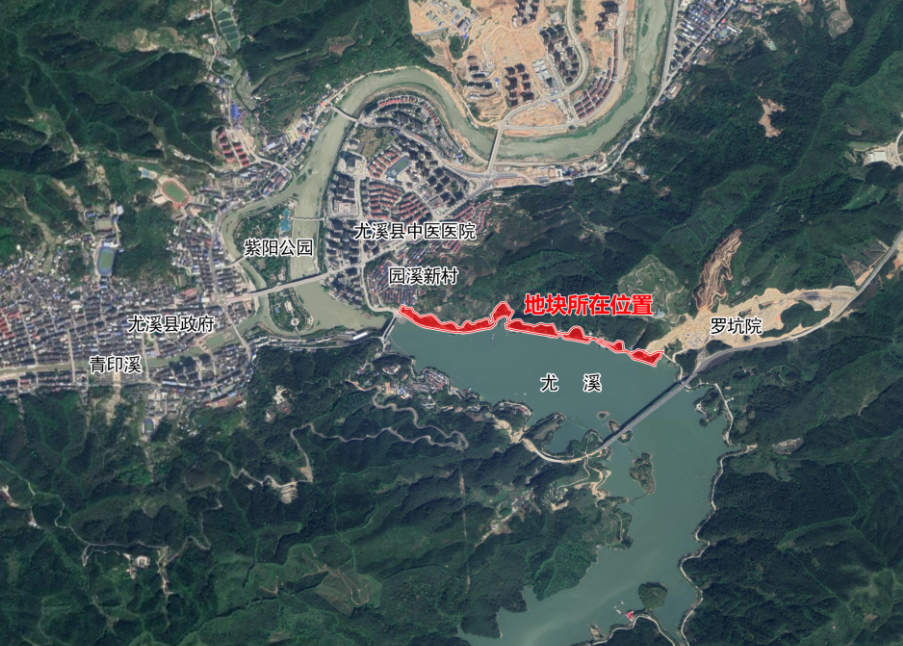 尤溪县中医医院
紫阳公园
园溪新村
地块所在位置
尤溪县政府
罗坑院
青印溪
尤 溪